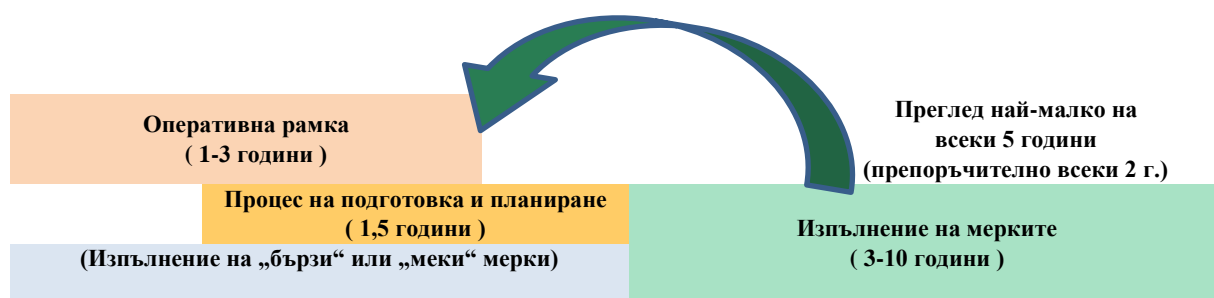 Оперативна рамка
( 1-3 години )
Преглед най-малко на
всеки 5 години
(препоръчително всеки 2 г.)
Процес на подготовка и планиране
( 1,5 години )
(Изпълнение на „бързи“ или „меки“ мерки)
Изпълнение на мерките
( 3-10 години )